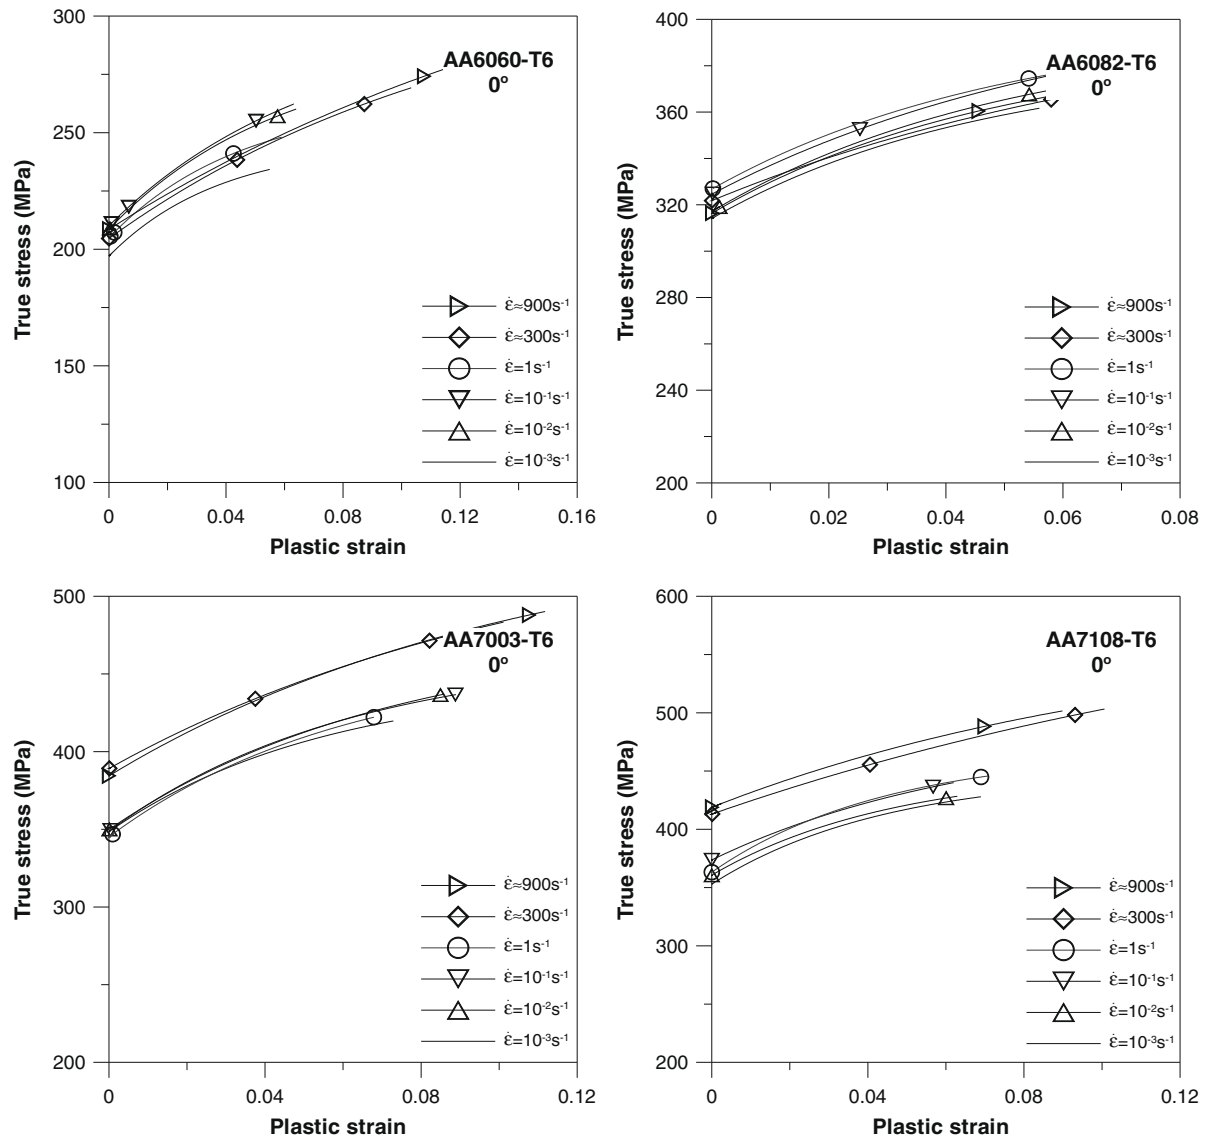 300
250
200
150
100
True stress (MPa)
AA6060-T6
0º
ε̇≈900s⁻¹
ε̇≈300s⁻¹
ε̇=1s⁻¹
ε̇=10⁻¹s⁻¹
ε̇=10⁻²s⁻¹
ε̇=10⁻³s⁻¹
0 0.04 0.08 0.12 0.16
Plastic strain
400
360
320
280
240
200
True stress (MPa)
AA6082-T6
0º
ε̇≈900s⁻¹
ε̇≈300s⁻¹
ε̇=1s⁻¹
ε̇=10⁻¹s⁻¹
ε̇=10⁻²s⁻¹
ε̇=10⁻³s⁻¹
0 0.02 0.04 0.06 0.08
Plastic strain
500
400
300
200
True stress (MPa)
AA7003-T6
0º
ε̇≈900s⁻¹
ε̇≈300s⁻¹
ε̇=1s⁻¹
ε̇=10⁻¹s⁻¹
ε̇=10⁻²s⁻¹
ε̇=10⁻³s⁻¹
0 0.04 0.08 0.12
Plastic strain
600
500
400
300
200
True stress (MPa)
AA7108-T6
0º
ε̇≈900s⁻¹
ε̇≈300s⁻¹
ε̇=1s⁻¹
ε̇=10⁻¹s⁻¹
ε̇=10⁻²s⁻¹
ε̇=10⁻³s⁻¹
0 0.04 0.08 0.12
Plastic strain